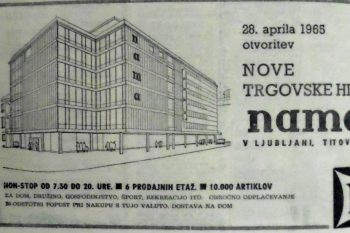 28. aprila 1965
otvoritev
NOVE
TRGOVSKE HI
nama
nama
V LJUBLJANI, TITOV
NON-STOP OD 7.30 DO 20. URE. ■ 6 PRODAJNIH ETAŽ. ■ 10.000 ARTIKLOV
ZA DOM, DRUŽINO, GOSPODINJSTVO, ŠPORT, REKREACIJO ITD. OBROČNO ODPLAČEVANJE
ODSTOTNI POPUST PRI NAKUPU S TUJO VALUTO. DOSTAVA NA DOM